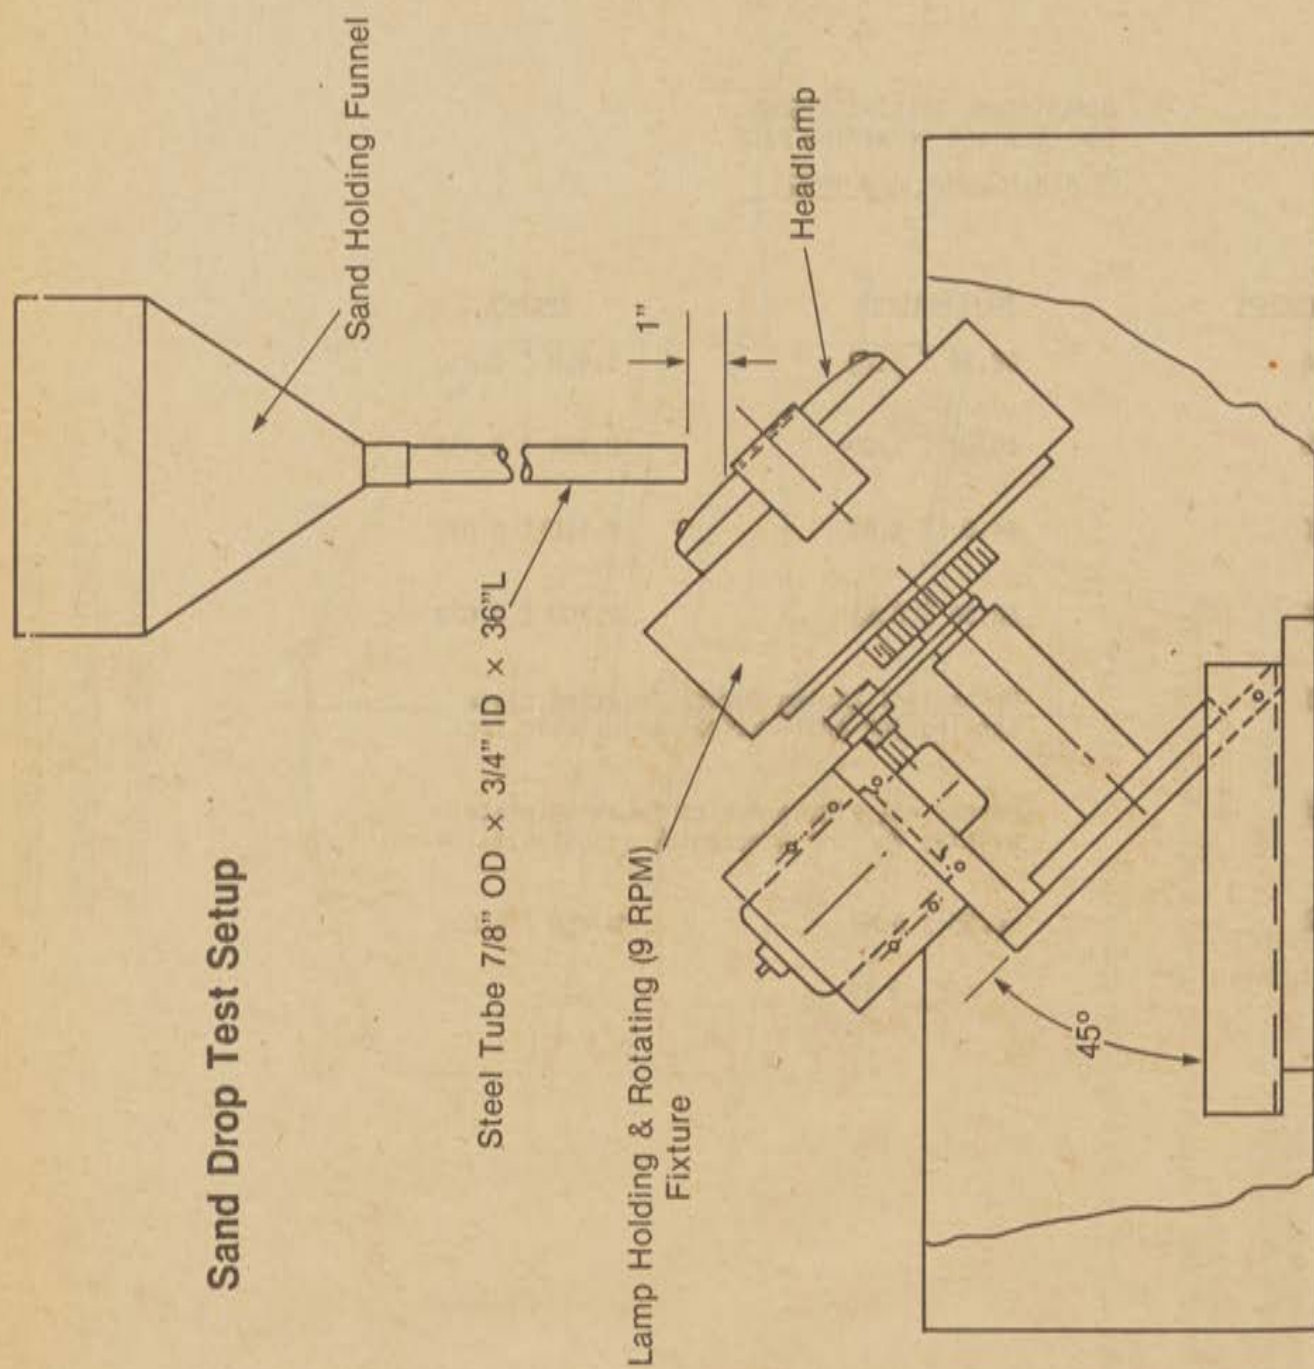 Sand Drop Test Setup
Sand Holding Funnel
Steel Tube 7/8" OD × 3/4" ID × 36"L
1"
Headlamp
Lamp Holding & Rotating (9 RPM)
Fixture
45°